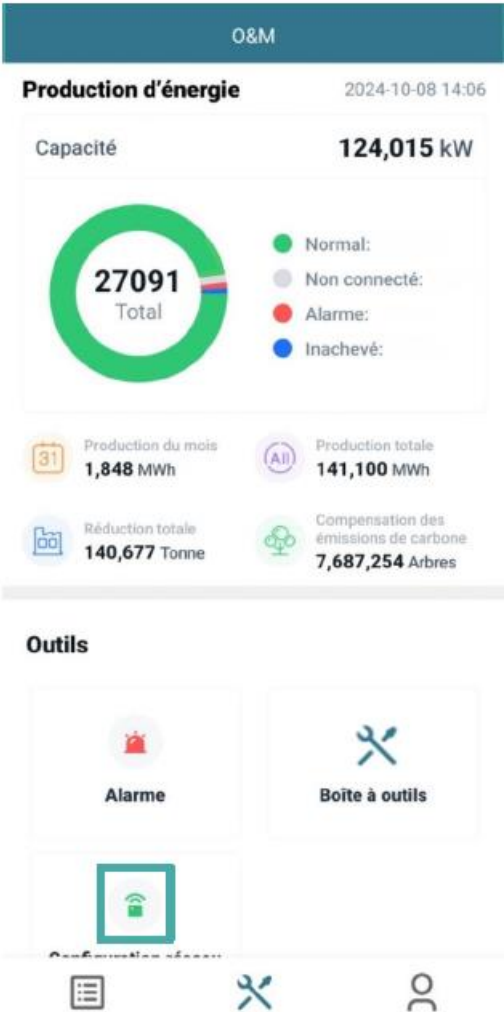 O&M
Production d'énergie 2024-10-08 14:06
Capacité 124,015 kW
27091
Total
Normal:
Non connecté:
Alarme:
Inachevé:
31
Production du mois
1,848 MWh
All
Production totale
141,100 MWh
Réduction totale
140,677 Tonne
Compensation des
émissions de carbone
7,687,254 Arbres
Outils
Alarme
Boîte à outils
Configuration réseau